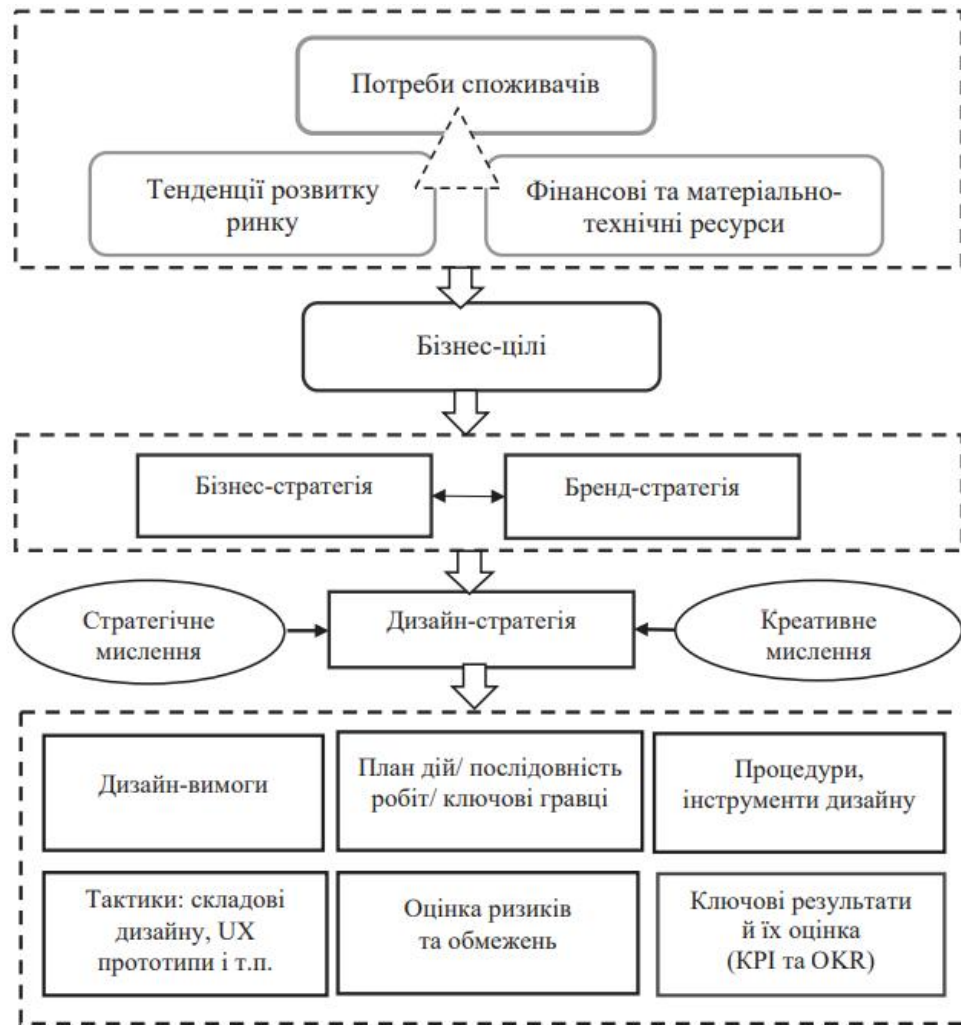 Потреби споживачів
Тенденції розвитку
ринку
Фінансові та матеріально-
технічні ресурси
Бізнес-цілі
Бізнес-стратегія
Бренд-стратегія
Стратегічне
мислення
Дизайн-стратегія
Креативне
мислення
Дизайн-вимоги
План дій/ послідовність
робіт/ ключові гравці
Процедури,
інструменти дизайну
Тактики: складові
дизайну, UX
прототипи і т.п.
Оцінка ризиків
та обмежень
Ключові результати
й їх оцінка
(KPI та OKR)